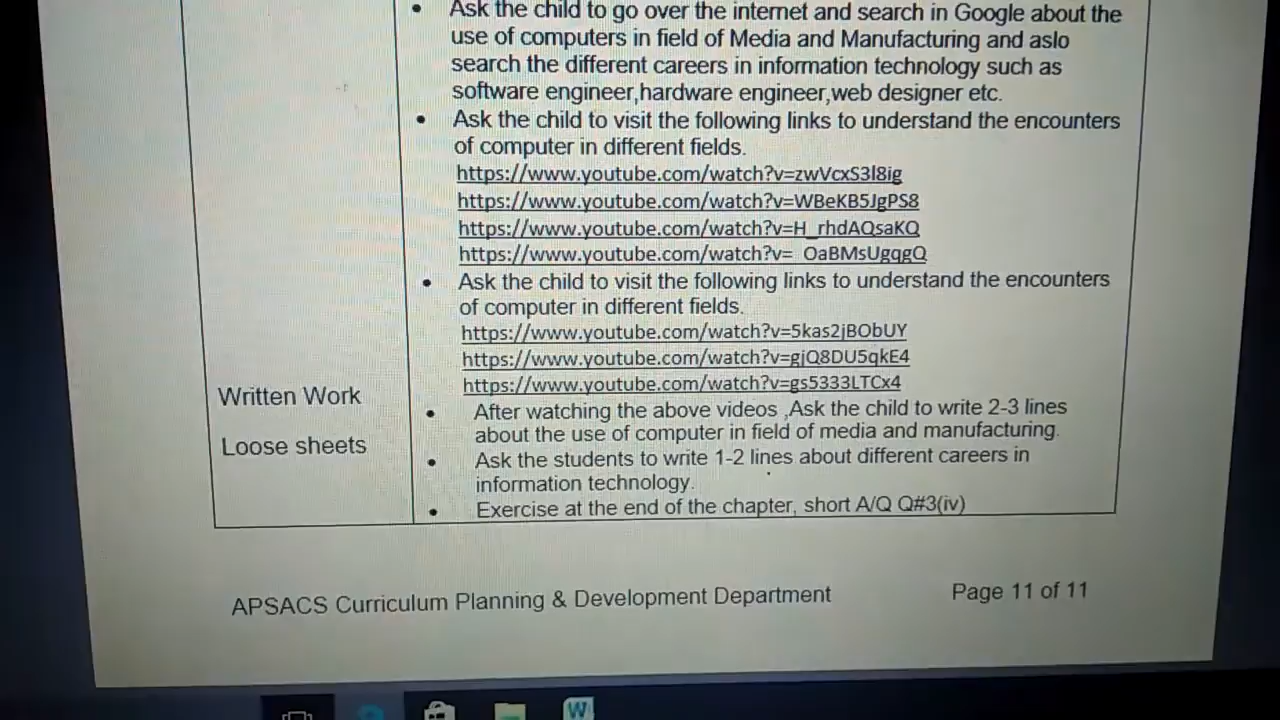 Ask the child to go over the internet and search in Google about the
use of computers in field of Media and Manufacturing and aslo
search the different careers in information technology such as
software engineer,hardware engineer,web designer etc.
Ask the child to visit the following links to understand the encounters
of computer in different fields.
https://www.youtube.com/watch?v=zwVcxS3l8ig
https://www.youtube.com/watch?v=WBeKB5JgPS8
https://www.youtube.com/watch?v=H_rhdAQsaKQ
https://www.youtube.com/watch?v=_OaBMsUgqgQ
Ask the child to visit the following links to understand the encounters
of computer in different fields.
https://www.youtube.com/watch?v=5kas2jBObUY
https://www.youtube.com/watch?v=gjQ8DU5qkE4
https://www.youtube.com/watch?v=gs5333LTCx4
Written Work
Loose sheets
After watching the above videos ,Ask the child to write 2-3 lines
about the use of computer in field of media and manufacturing.
Ask the students to write 1-2 lines about different careers in
information technology.
Exercise at the end of the chapter, short A/Q Q#3(iv)
APSACS Curriculum Planning & Development Department
Page 11 of 11
W